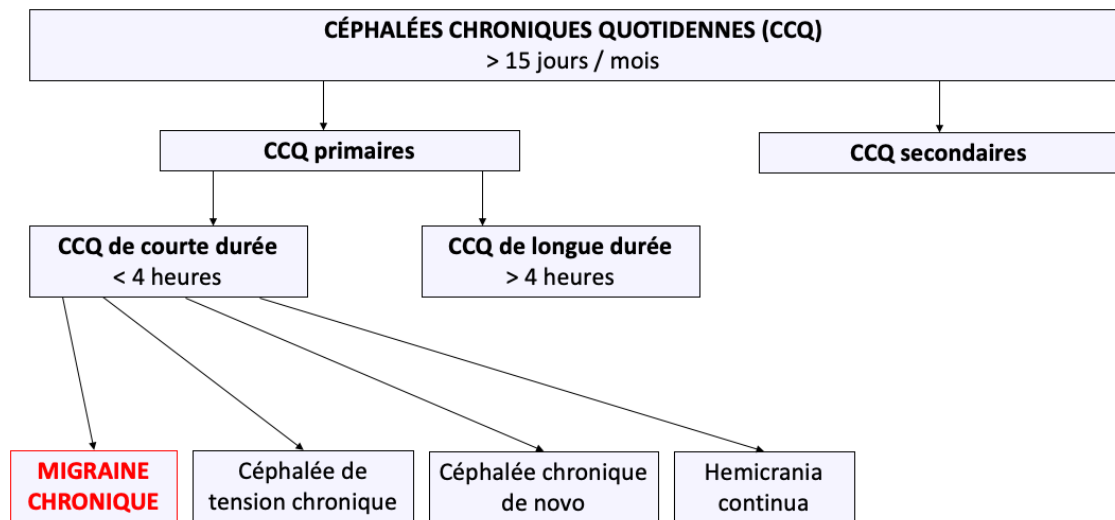 CÉPHALÉES CHRONIQUES QUOTIDENNES (CCQ)
> 15 jours / mois
CCQ primaires
CCQ secondaires
CCQ de courte durée
< 4 heures
CCQ de longue durée
> 4 heures
MIGRAINE
CHRONIQUE
Céphalée de
tension chronique
Céphalée chronique
de novo
Hemicrania
continua